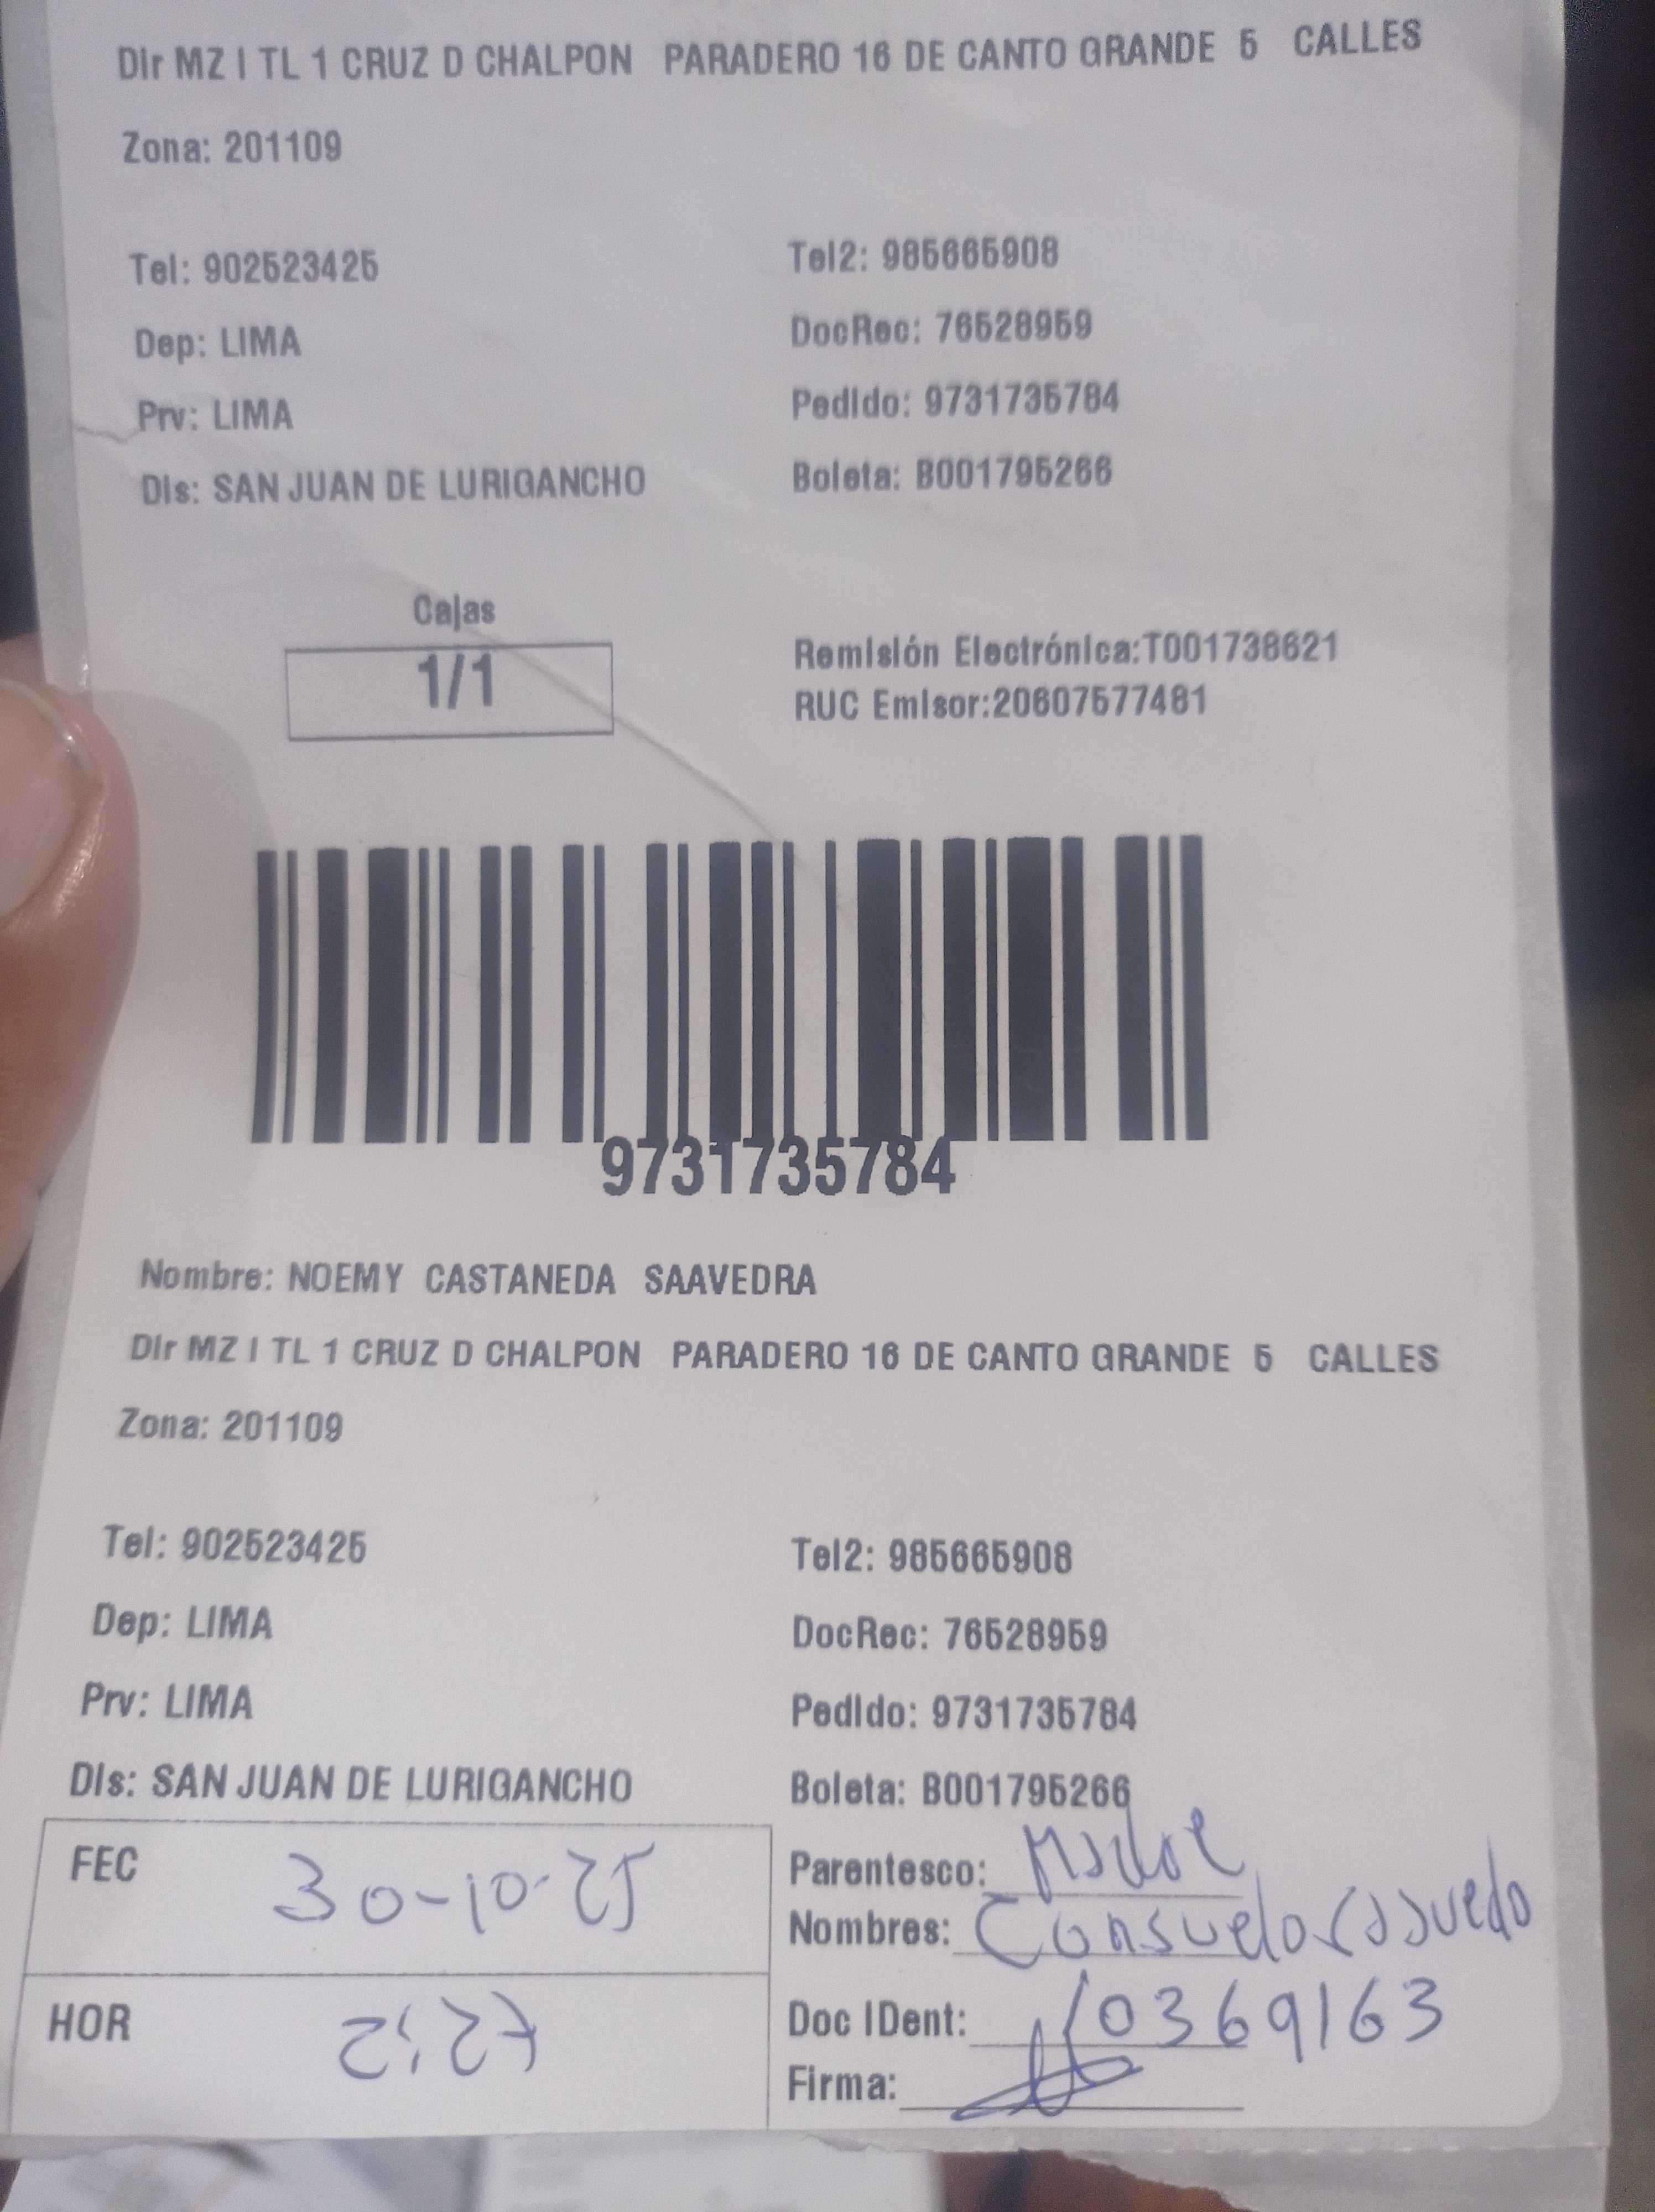 Dir MZ I TL 1 CRUZ D CHALPON PARADERO 16 DE CANTO GRANDE 5 CALLES
Zona: 201109
Tel: 902523425 Tel2: 985665908
Dep: LIMA DocRec: 76528959
Prv: LIMA Pedido: 9731735784
Dis: SAN JUAN DE LURIGANCHO Boleta: B001795266
Cajas
1/1
Remisión Electrónica:T001738621
RUC Emisor:20607577481
9731735784
Nombre: NOEMY CASTANEDA SAAVEDRA
Dir MZ I TL 1 CRUZ D CHALPON PARADERO 16 DE CANTO GRANDE 5 CALLES
Zona: 201109
Tel: 902523425 Tel2: 985665908
Dep: LIMA DocRec: 76528959
Prv: LIMA Pedido: 9731735784
Dis: SAN JUAN DE LURIGANCHO Boleta: B001795266
FEC 30-10-25
Parentesco: Madre
Nombres: Consuelo
HOR 2:27
Doc IDent: 10369163
Firma: